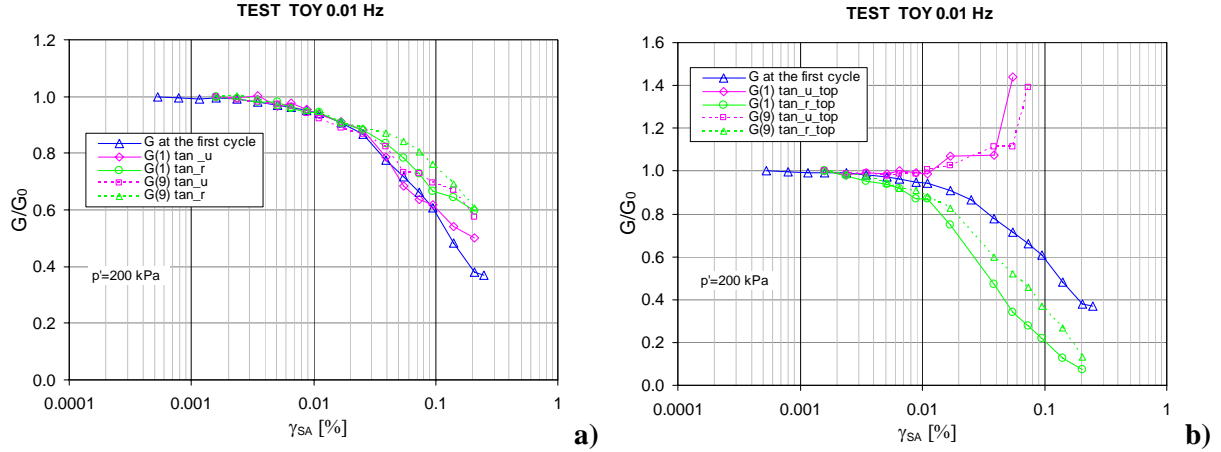 TEST TOY 0.01 Hz
1.2
1.0
0.8
0.6
0.4
0.2
0.0
G/G0
G at the first cycle
G(1) tan _u
G(1) tan_r
G(9) tan_u
G(9) tan_r
p'=200 kPa
0.0001 0.001 0.01 0.1 1
γSA [%]
a)
TEST TOY 0.01 Hz
1.6
1.4
1.2
1.0
0.8
0.6
0.4
0.2
0.0
G/G0
G at the first cycle
G(1) tan_u_top
G(1) tan_r_top
G(9) tan_u_top
G(9) tan_r_top
p'=200 kPa
0.0001 0.001 0.01 0.1 1
γSA [%]
b)